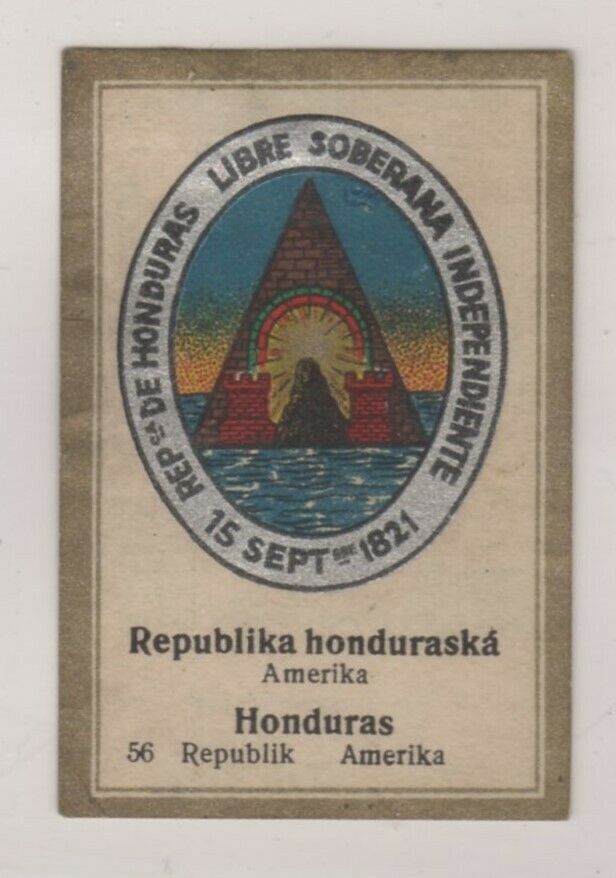 REPCA DE HONDURAS LIBRE SOBERANA INDEPENDIENTE
15 SEPTBRE 1821
Republika honduraská
Amerika
Honduras
56 Republik Amerika